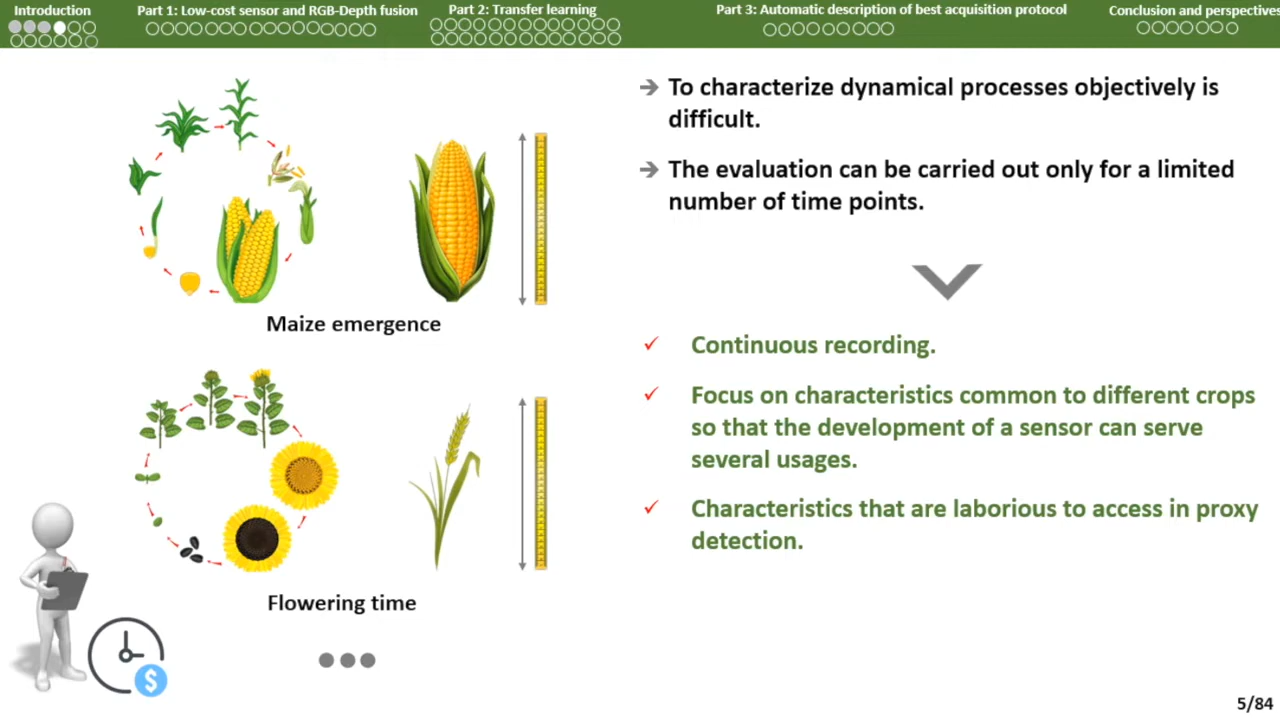 Introduction
Part 1: Low-cost sensor and RGB-Depth fusion
Part 2: Transfer learning
Part 3: Automatic description of best acquisition protocol
Conclusion and perspectives
To characterize dynamical processes objectively is
difficult.
The evaluation can be carried out only for a limited
number of time points.
Maize emergence
Continuous recording.
Focus on characteristics common to different crops
so that the development of a sensor can serve
several usages.
Characteristics that are laborious to access in proxy
detection.
Flowering time
$
5/84